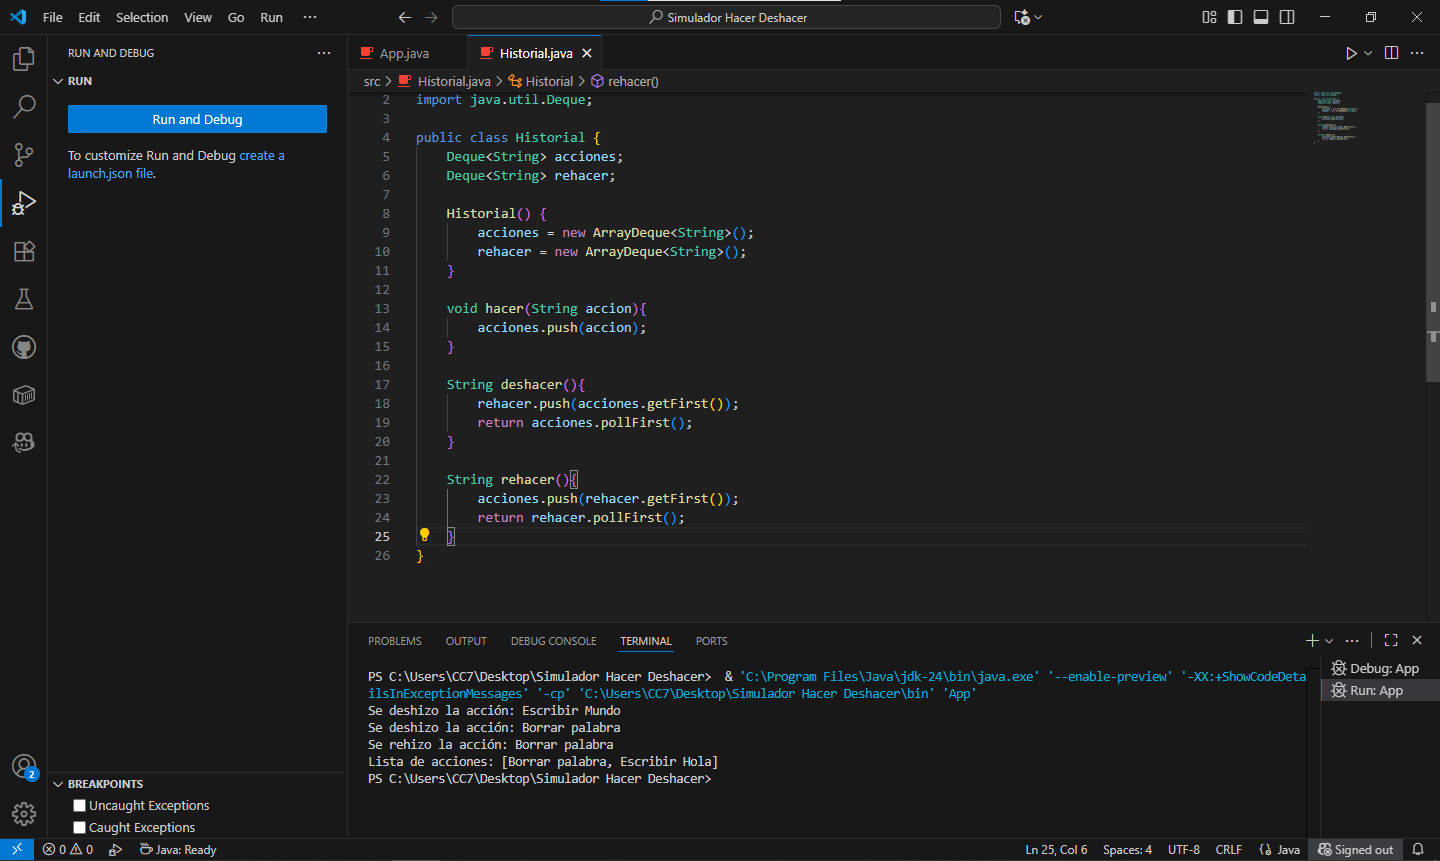 File Edit Selection View Go Run ···
Simulador Hacer Deshacer
RUN AND DEBUG ···
RUN
Run and Debug
To customize Run and Debug create a
launch.json file.
App.java
Historial.java
src > Historial.java > Historial > rehacer()
2 import java.util.Deque;
3
4 public class Historial {
5 Deque<String> acciones;
6 Deque<String> rehacer;
7
8 Historial() {
9 acciones = new ArrayDeque<String>();
10 rehacer = new ArrayDeque<String>();
11 }
12
13 void hacer(String accion){
14 acciones.push(accion);
15 }
16
17 String deshacer(){
18 rehacer.push(acciones.getFirst());
19 return acciones.pollFirst();
20 }
21
22 String rehacer(){
23 acciones.push(rehacer.getFirst());
24 return rehacer.pollFirst();
25 }
26 }
PROBLEMS OUTPUT DEBUG CONSOLE TERMINAL PORTS
PS C:\Users\CC7\Desktop\Simulador Hacer Deshacer> & 'C:\Program Files\Java\jdk-24\bin\java.exe' '--enable-preview' '-XX:+ShowCodeDeta
ilsInExceptionMessages' '-cp' 'C:\Users\CC7\Desktop\Simulador Hacer Deshacer\bin' 'App'
Se deshizo la acción: Escribir Mundo
Se deshizo la acción: Borrar palabra
Se rehizo la acción: Borrar palabra
Lista de acciones: [Borrar palabra, Escribir Hola]
PS C:\Users\CC7\Desktop\Simulador Hacer Deshacer>
Debug: App
Run: App
2
BREAKPOINTS
Uncaught Exceptions
Caught Exceptions
0 0 Java: Ready
Ln 25, Col 6 Spaces: 4 UTF-8 CRLF {} Java Signed out